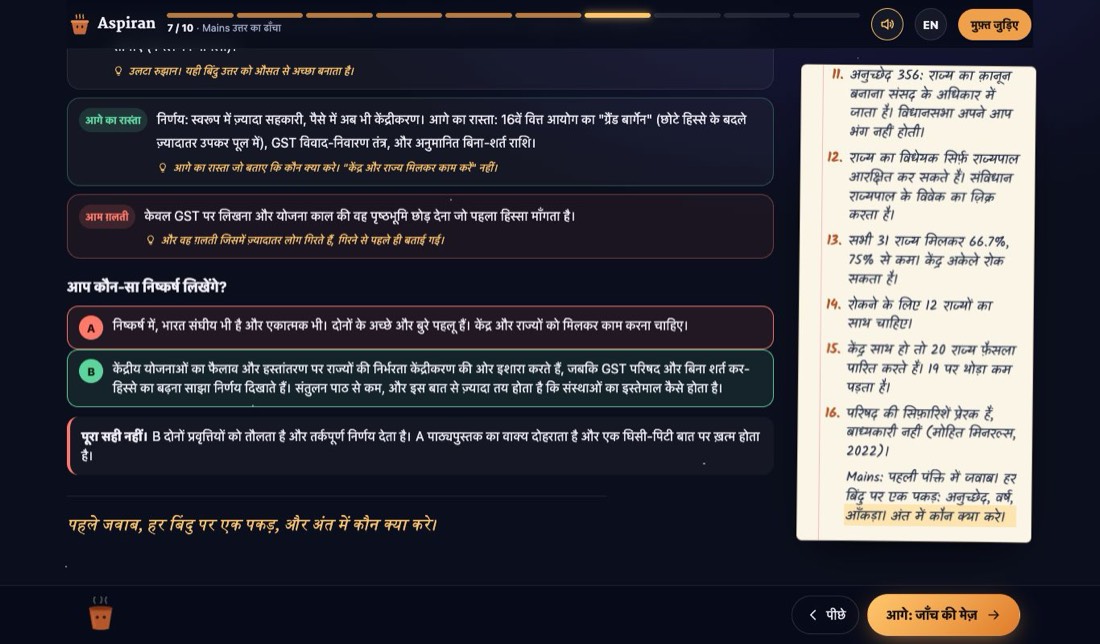 Aspiran
7 / 10 · Mains उत्तर का ढाँचा
EN
मुफ़्त जुड़िए
उलटा रुझान। यही बिंदु उत्तर को औसत से अच्छा बनाता है।
आगे का रास्ता
निर्णय: स्वरूप में ज़्यादा सहकारी, पैसे में अब भी केंद्रीकरण। आगे का रास्ता: 16वें वित्त आयोग का "ग्रैंड बार्गेन" (छोटे हिस्से के बदले
ज़्यादातर उपकर पूल में), GST विवाद-निवारण तंत्र, और अनुमानित बिना-शर्त राशि।
आगे का रास्ता जो बताए कि कौन क्या करे। "केंद्र और राज्य मिलकर काम करें" नहीं।
आम ग़लती
केवल GST पर लिखना और योजना काल की वह पृष्ठभूमि छोड़ देना जो पहला हिस्सा माँगता है।
और वह ग़लती जिसमें ज़्यादातर लोग गिरते हैं, गिरने से पहले ही बताई गई।
आप कौन-सा निष्कर्ष लिखेंगे?
A
निष्कर्ष में, भारत संघीय भी है और एकात्मक भी। दोनों के अच्छे और बुरे पहलू हैं। केंद्र और राज्यों को मिलकर काम करना चाहिए।
B
केंद्रीय योजनाओं का फैलाव और हस्तांतरण पर राज्यों की निर्भरता केंद्रीकरण की ओर इशारा करते हैं, जबकि GST परिषद और बिना शर्त कर-
हिस्से का बढ़ना साझा निर्णय दिखाते हैं। संतुलन पाठ से कम, और इस बात से ज़्यादा तय होता है कि संस्थाओं का इस्तेमाल कैसे होता है।
पूरा सही नहीं। B दोनों प्रवृत्तियों को तौलता है और तर्कपूर्ण निर्णय देता है। A पाठ्यपुस्तक का वाक्य दोहराता है और एक घिसी-पिटी बात पर ख़त्म होता
है।
पहले जवाब, हर बिंदु पर एक पकड़, और अंत में कौन क्या करे।
11. अनुच्छेद 356: राज्य का क़ानून
बनाना संसद के अधिकार में
जाता है। विधानसभा अपने आप
भंग नहीं होती।
12. राज्य का विधेयक सिर्फ़ राज्यपाल
आरक्षित कर सकते हैं। संविधान
राज्यपाल के विवेक का ज़िक्र
करता है।
13. सभी 31 राज्य मिलकर 66.7%,
75% से कम। केंद्र अकेले रोक
सकता है।
14. रोकने के लिए 12 राज्यों का
साथ चाहिए।
15. केंद्र साथ हो तो 20 राज्य फ़ैसला
पारित करते हैं। 19 पर थोड़ा कम
पड़ता है।
16. परिषद की सिफ़ारिशें प्रेरक हैं,
बाध्यकारी नहीं (मोहित मिनरल्स,
2022)।
Mains: पहली पंक्ति में जवाब। हर
बिंदु पर एक पकड़: अनुच्छेद, वर्ष,
आँकड़ा। अंत में कौन क्या करे।
पीछे
आगे: जाँच की मेज़